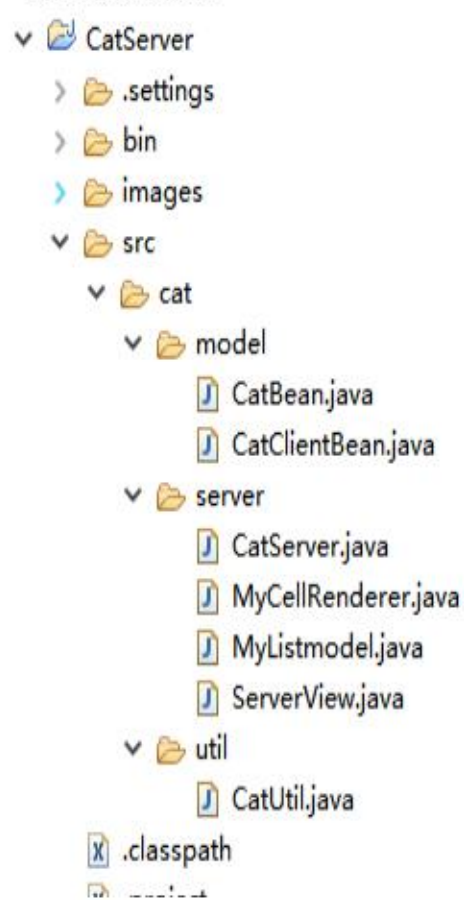 CatServer
.settings
bin
images
src
cat
model
CatBean.java
CatClientBean.java
server
CatServer.java
MyCellRenderer.java
MyListmodel.java
ServerView.java
util
CatUtil.java
.classpath